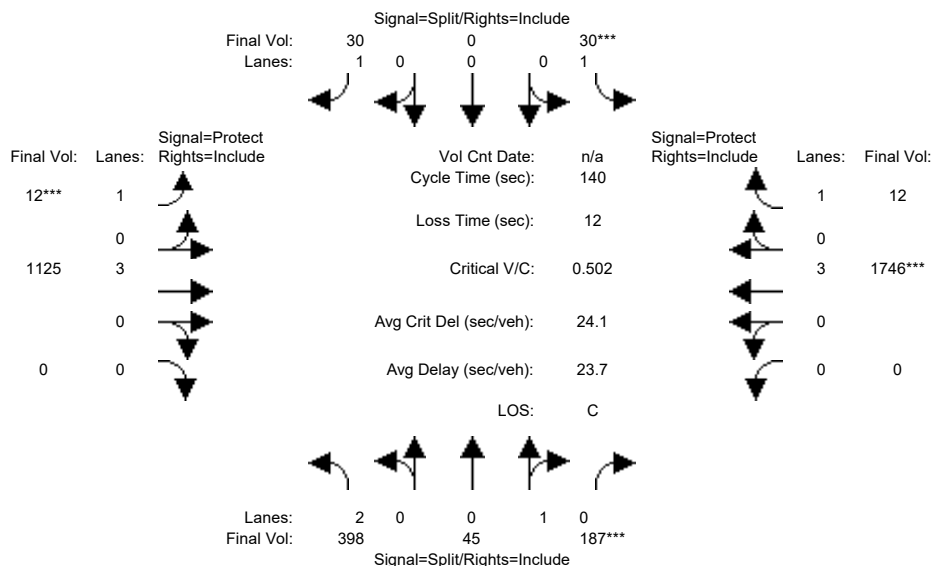 Signal=Split/Rights=Include
Final Vol: 30 0 30***
Lanes: 1 0 0 0 1
Signal=Protect Signal=Protect
Final Vol: Lanes: Rights=Include Vol Cnt Date: n/a Rights=Include Lanes: Final Vol:
Cycle Time (sec): 140
12*** 1 1 12
Loss Time (sec): 12
0 0
1125 3 Critical V/C: 0.502 3 1746***
0 Avg Crit Del (sec/veh): 24.1 0
0 0 Avg Delay (sec/veh): 23.7 0 0
LOS: C
Lanes: 2 0 0 1 0
Final Vol: 398 45 187***
Signal=Split/Rights=Include